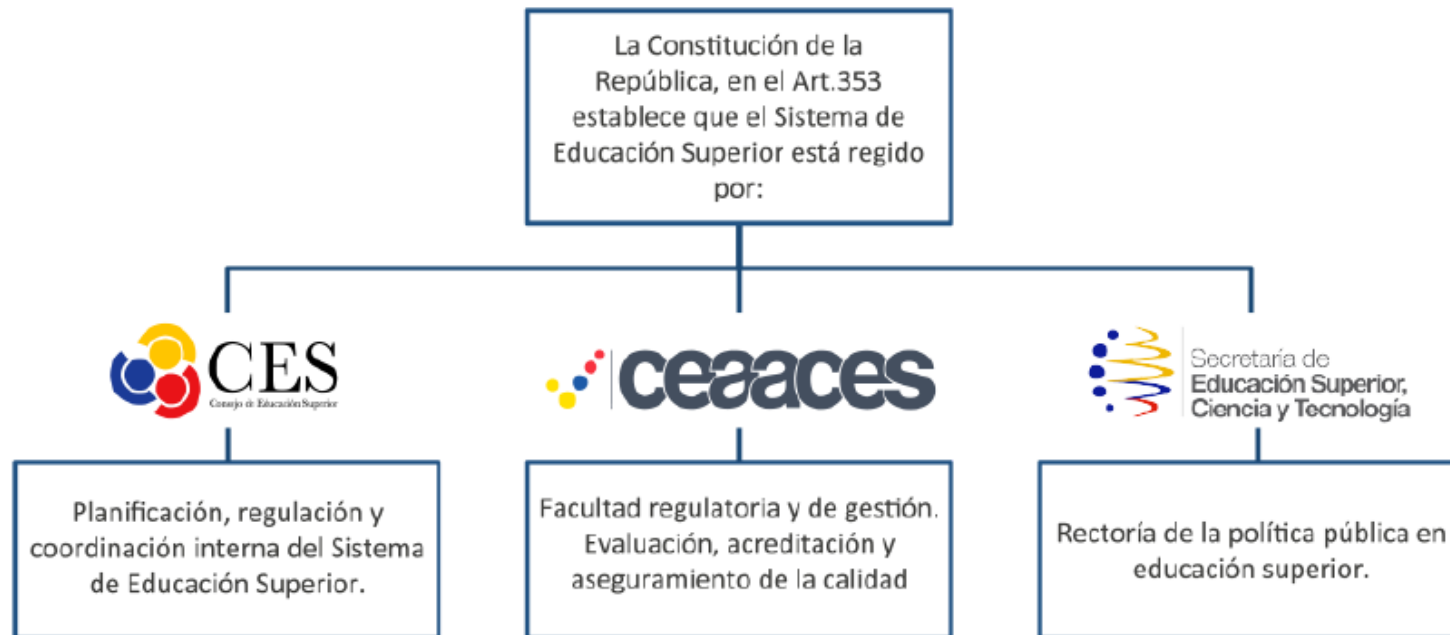 La Constitución de la
República, en el Art.353
establece que el Sistema de
Educación Superior está regido
por:
CES
Consejo de Educación Superior
ceaaces
Secretaría de
Educación Superior,
Ciencia y Tecnología
Planificación, regulación y
coordinación interna del Sistema
de Educación Superior.
Facultad regulatoria y de gestión.
Evaluación, acreditación y
aseguramiento de la calidad
Rectoría de la política pública en
educación superior.